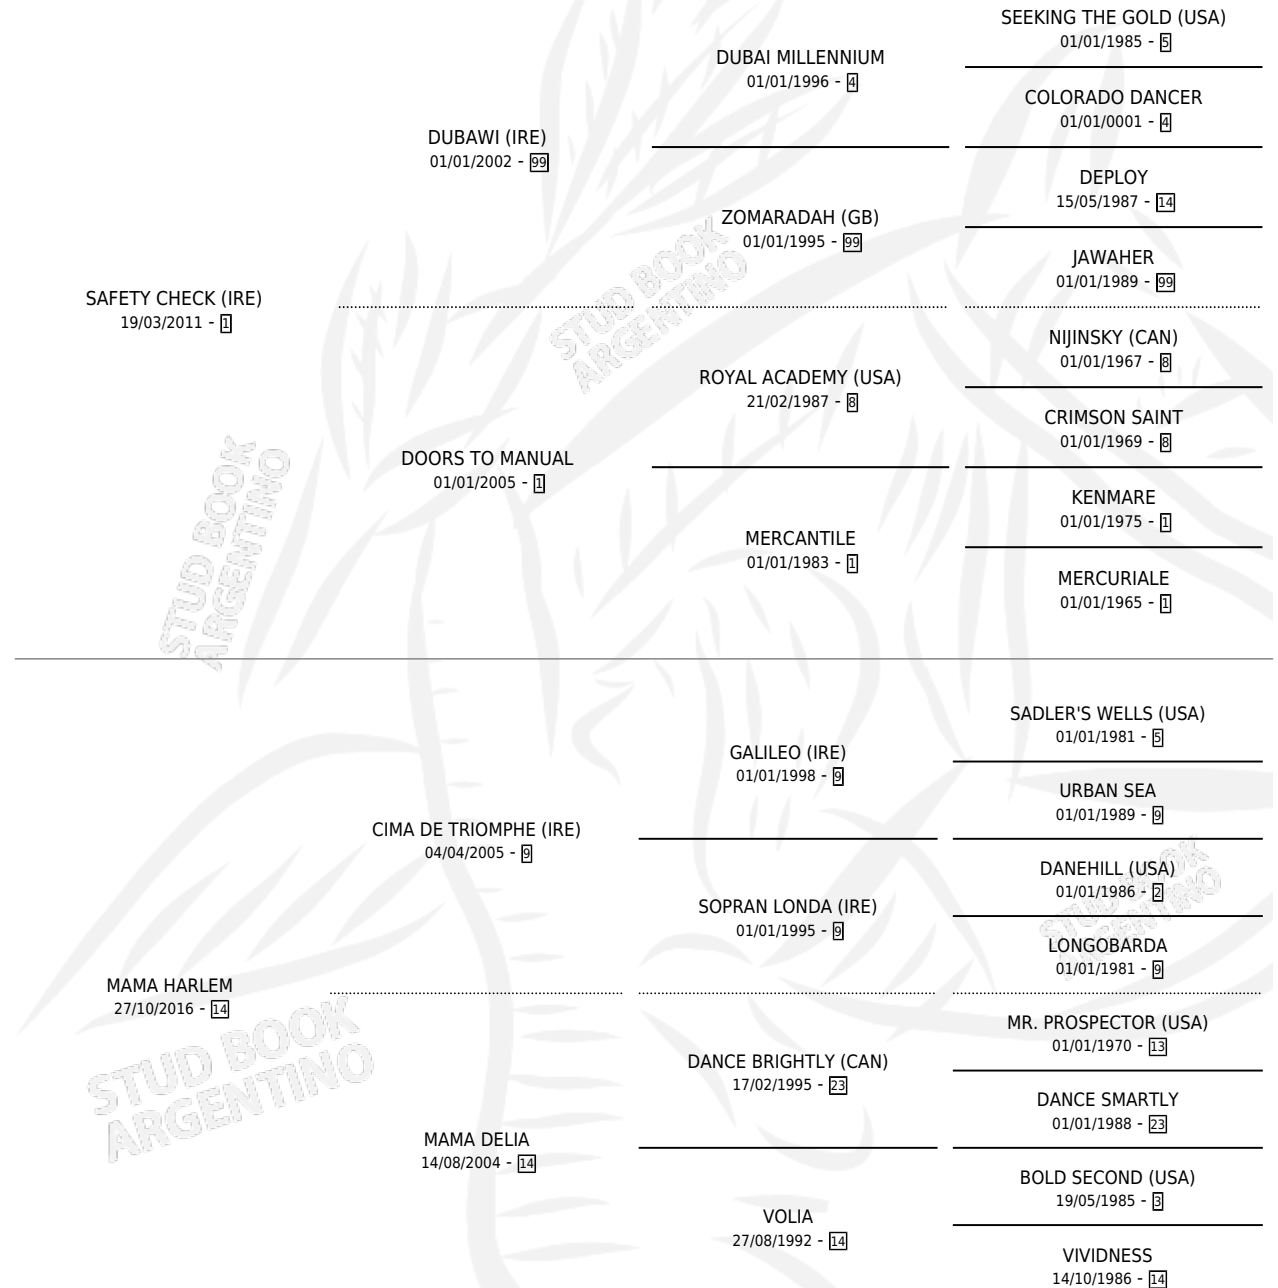 SEEKING THE GOLD (USA)
01/01/1985 - 5
DUBAI MILLENNIUM
01/01/1996 - 4
COLORADO DANCER
01/01/0001 - 4
DUBAWI (IRE)
01/01/2002 - 99
DEPLOY
15/05/1987 - 14
ZOMARADAH (GB)
01/01/1995 - 99
JAWAHER
01/01/1989 - 99
SAFETY CHECK (IRE)
19/03/2011 - 1
NIJINSKY (CAN)
01/01/1967 - 8
ROYAL ACADEMY (USA)
21/02/1987 - 8
CRIMSON SAINT
01/01/1969 - 8
DOORS TO MANUAL
01/01/2005 - 1
KENMARE
01/01/1975 - 1
MERCANTILE
01/01/1983 - 1
MERCURIALE
01/01/1965 - 1
STUD BOOK
ARGENTINO
STUD BOOK
ARGENTINO
SADLER'S WELLS (USA)
01/01/1981 - 5
GALILEO (IRE)
01/01/1998 - 9
URBAN SEA
01/01/1989 - 9
CIMA DE TRIOMPHE (IRE)
04/04/2005 - 9
DANEHILL (USA)
01/01/1986 - 2
SOPRAN LONDA (IRE)
01/01/1995 - 9
LONGOBARDA
01/01/1981 - 9
MAMA HARLEM
27/10/2016 - 14
MR. PROSPECTOR (USA)
01/01/1970 - 13
DANCE BRIGHTLY (CAN)
17/02/1995 - 23
DANCE SMARTLY
01/01/1988 - 23
MAMA DELIA
14/08/2004 - 14
BOLD SECOND (USA)
19/05/1985 - 3
VOLIA
27/08/1992 - 14
VIVIDNESS
14/10/1986 - 14
STUD BOOK
ARGENTINO
STUD BOOK
ARGENTINO